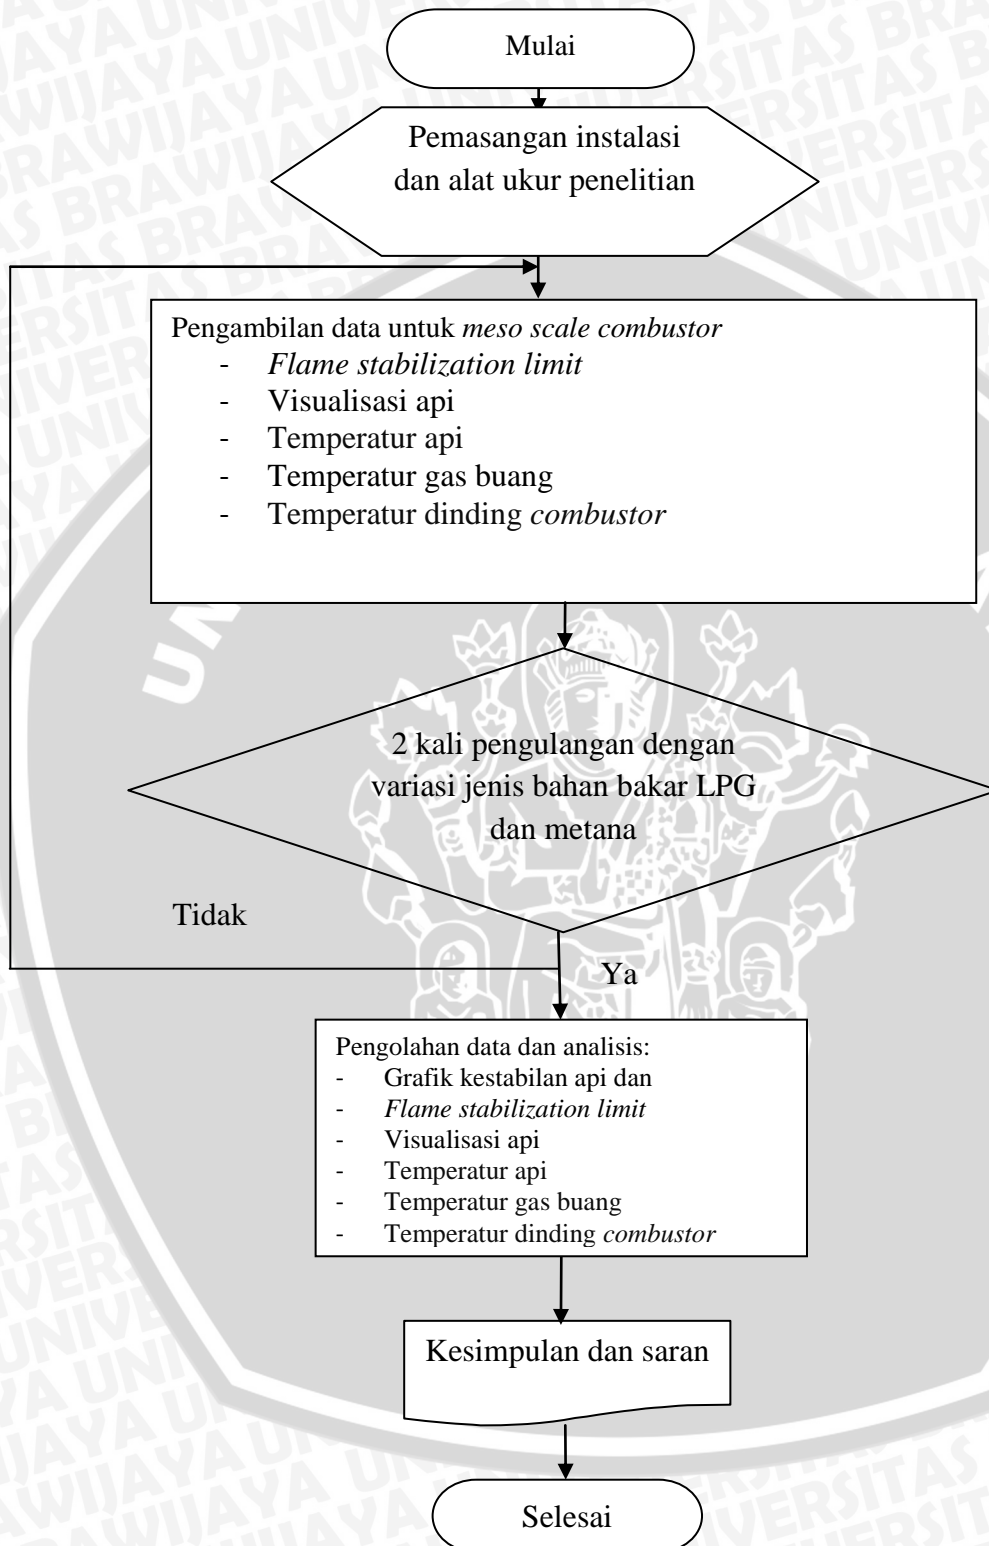 Mulai
Pemasangan instalasi
dan alat ukur penelitian
Pengambilan data untuk meso scale combustor
- Flame stabilization limit
- Visualisasi api
- Temperatur api
- Temperatur gas buang
- Temperatur dinding combustor
2 kali pengulangan dengan
variasi jenis bahan bakar LPG
dan metana
Tidak
Ya
Pengolahan data dan analisis:
- Grafik kestabilan api dan
- Flame stabilization limit
- Visualisasi api
- Temperatur api
- Temperatur gas buang
- Temperatur dinding combustor
Kesimpulan dan saran
Selesai